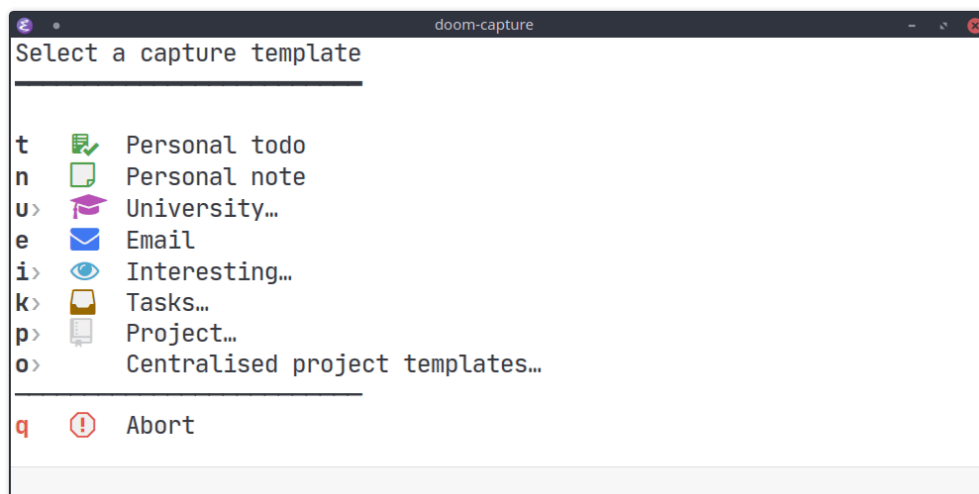 doom-capture
Select a capture template
t Personal todo
n Personal note
u› University…
e Email
i› Interesting…
k› Tasks…
p› Project…
o› Centralised project templates…
q Abort